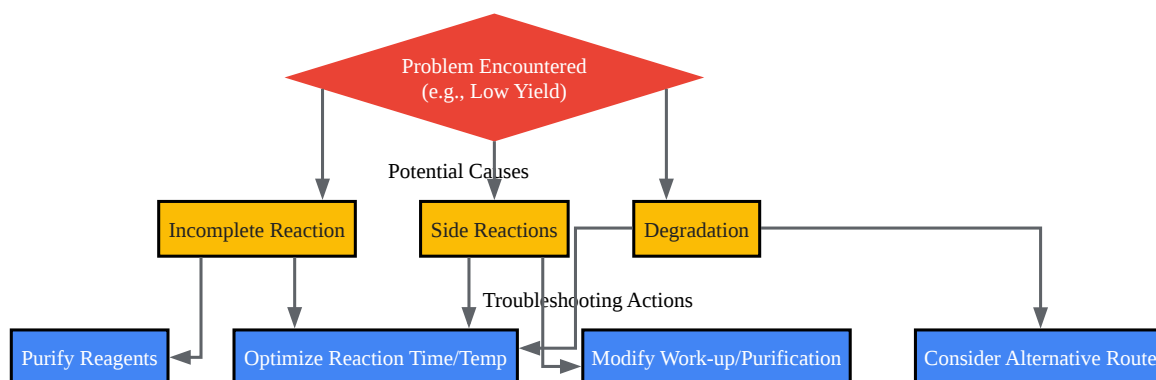 Problem Encountered
(e.g., Low Yield)
Potential Causes
Incomplete Reaction
Side Reactions
Degradation
Troubleshooting Actions
Purify Reagents
Optimize Reaction Time/Temp
Modify Work-up/Purification
Consider Alternative Route